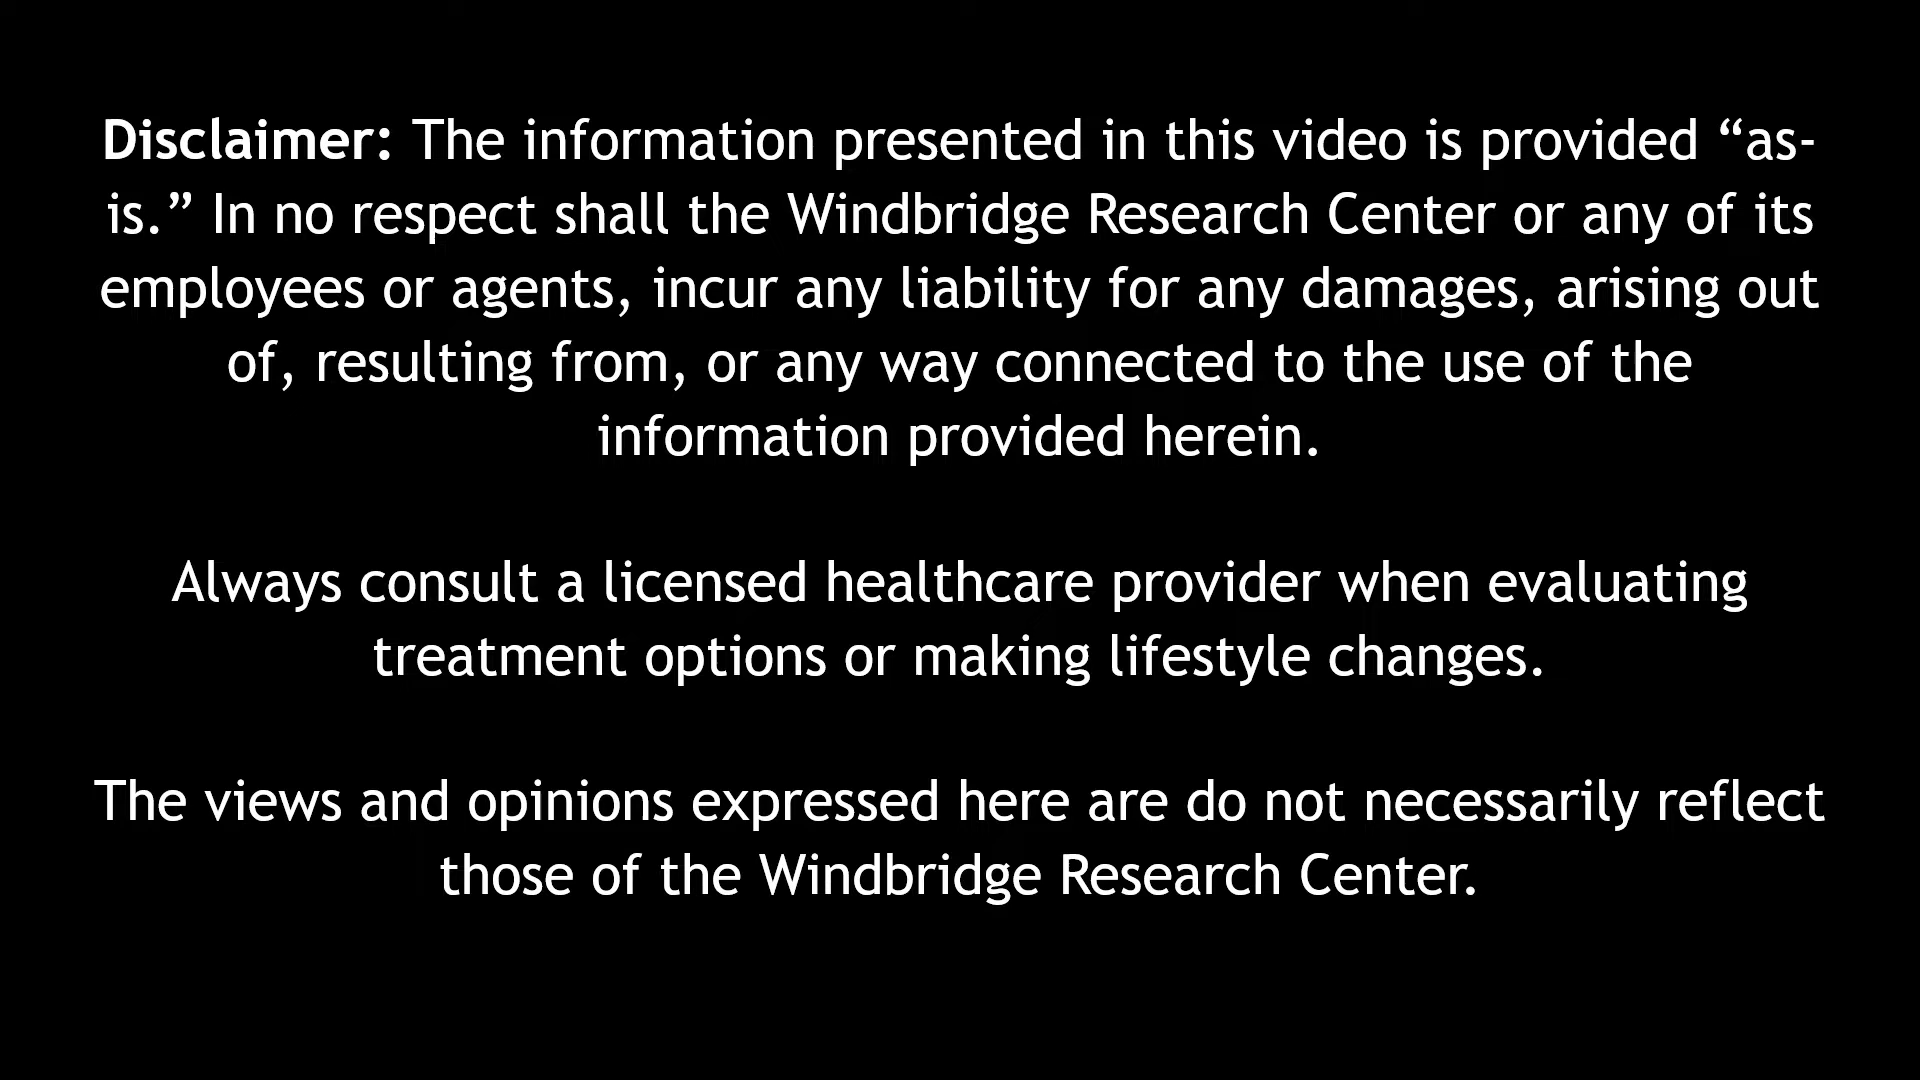 Disclaimer: The information presented in this video is provided “as-
is.” In no respect shall the Windbridge Research Center or any of its
employees or agents, incur any liability for any damages, arising out
of, resulting from, or any way connected to the use of the
information provided herein.
Always consult a licensed healthcare provider when evaluating
treatment options or making lifestyle changes.
The views and opinions expressed here are do not necessarily reflect
those of the Windbridge Research Center.